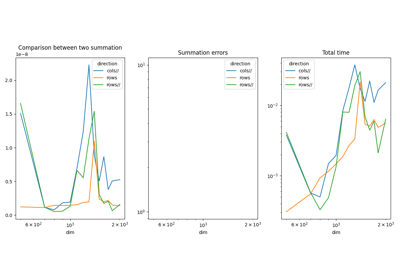 Comparison between two summation
1e−8
direction
cols//
rows
rows//
2.0
1.5
1.0
0.5
0.0
6 × 10²
10³
2 × 10³
dim
Summation errors
direction
cols//
rows
rows//
10¹
10⁰
6 × 10²
10³
2 × 10³
dim
Total time
direction
cols//
rows
rows//
10⁻²
10⁻³
6 × 10²
10³
2 × 10³
dim